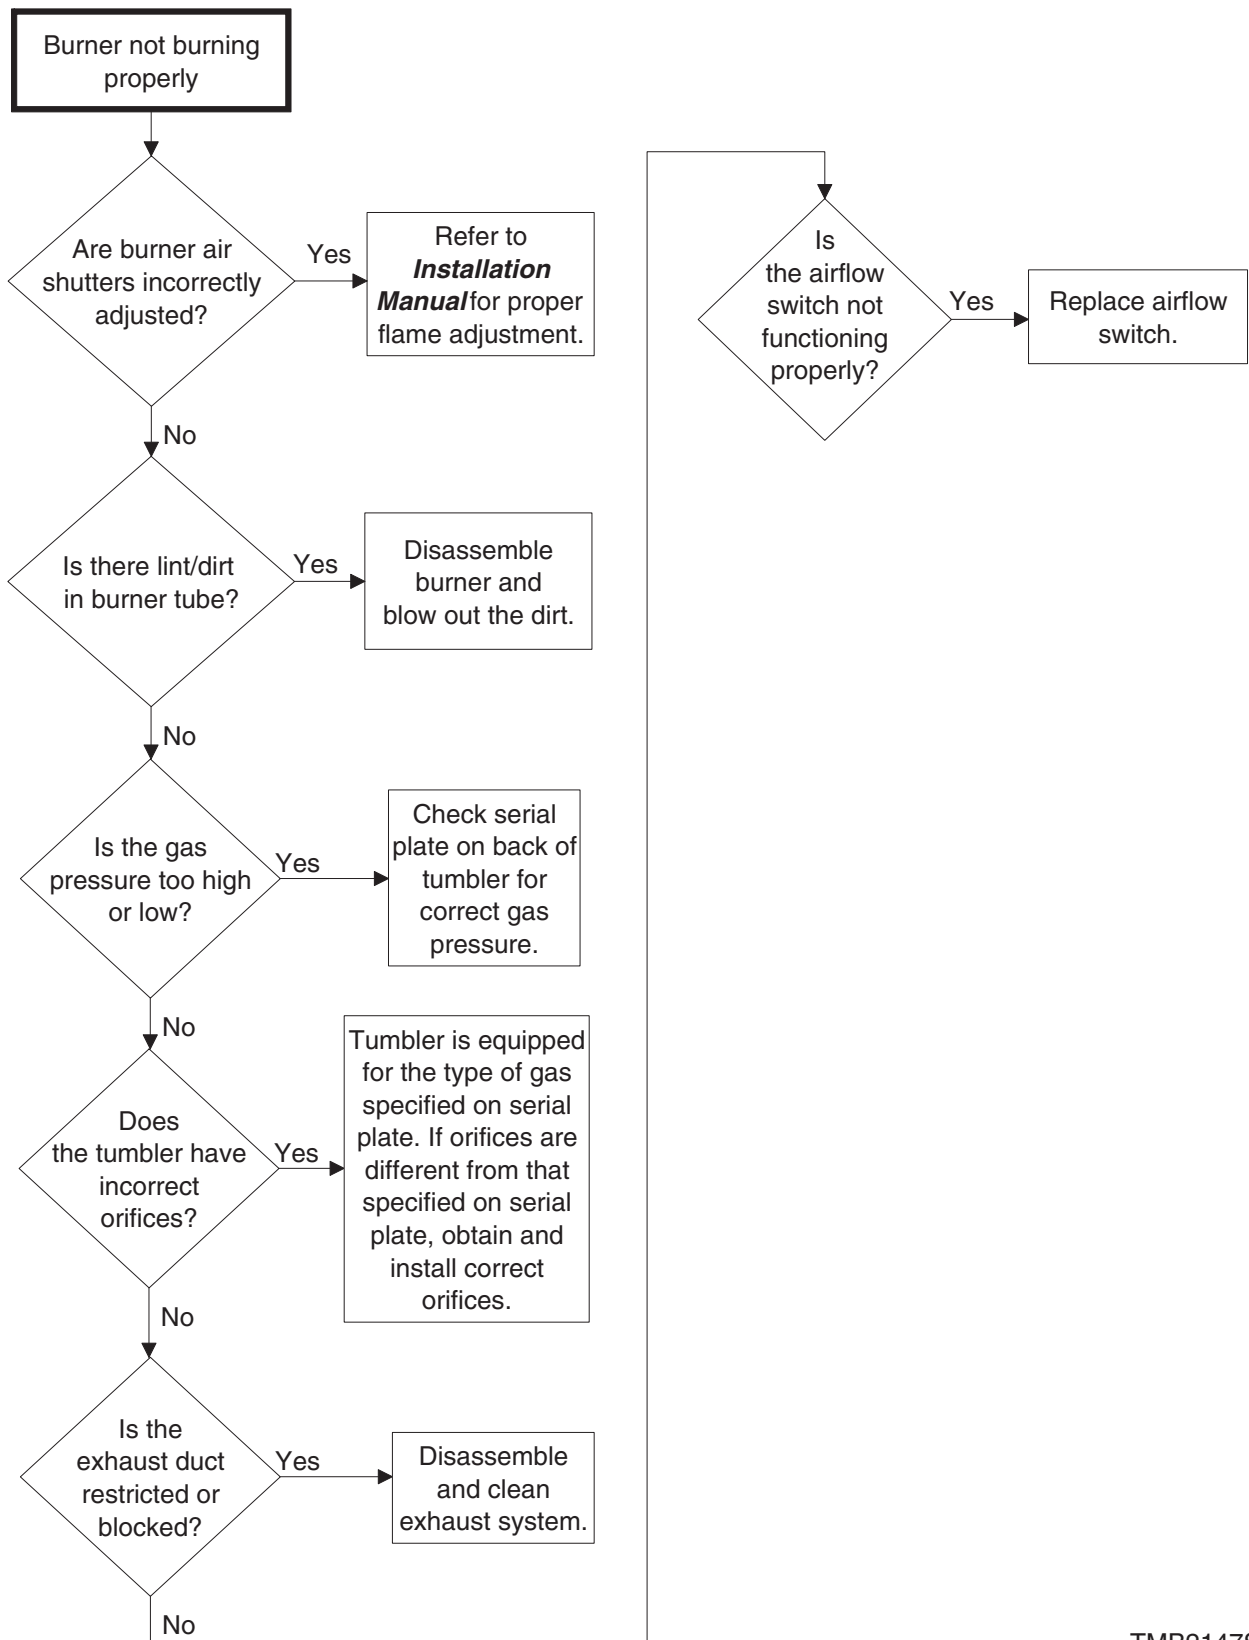 Burner not burning
properly
Are burner air
shutters incorrectly
adjusted?
Yes
Refer to
Installation
Manual for proper
flame adjustment.
No
Is there lint/dirt
in burner tube?
Yes
Disassemble
burner and
blow out the dirt.
No
Is the gas
pressure too high
or low?
Yes
Check serial
plate on back of
tumbler for
correct gas
pressure.
No
Does
the tumbler have
incorrect
orifices?
Yes
Tumbler is equipped
for the type of gas
specified on serial
plate. If orifices are
different from that
specified on serial
plate, obtain and
install correct
orifices.
No
Is the
exhaust duct
restricted or
blocked?
Yes
Disassemble
and clean
exhaust system.
No
Is
the airflow
switch not
functioning
properly?
Yes
Replace airflow
switch.